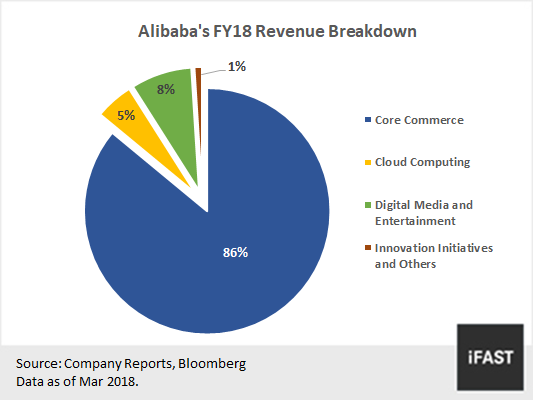 Alibaba's FY18 Revenue Breakdown
1%
8%
5%
86%
Core Commerce
Cloud Computing
Digital Media and
Entertainment
Innovation Initiatives
and Others
Source: Company Reports, Bloomberg
Data as of Mar 2018.
iFAST